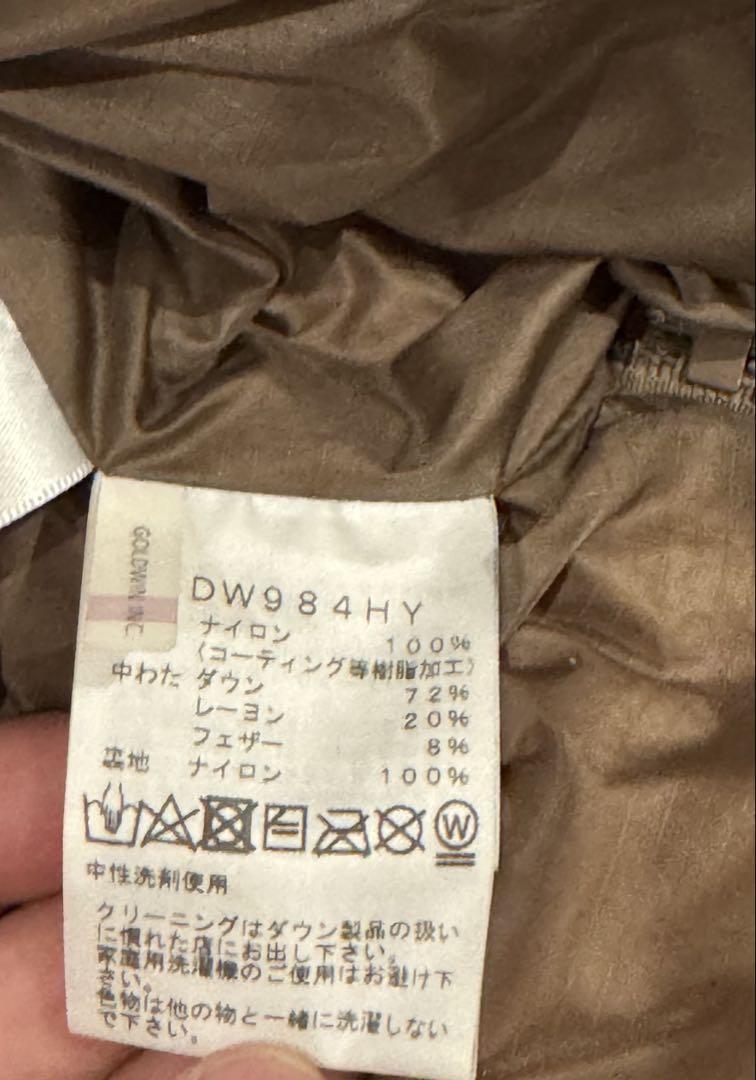 GOLDWIN INC
DW984HY
ナイロン 100%
(コーティング等樹脂加工)
中わた ダウン 72%
レーヨン 20%
フェザー 8%
裏地 ナイロン 100%
W
中性洗剤使用
クリーニングはダウン製品の扱い
に慣れた店にお出し下さい。
家庭用洗濯機のご使用はお避け下
さい。
色物は他の物と一緒に洗濯しない
で下さい。